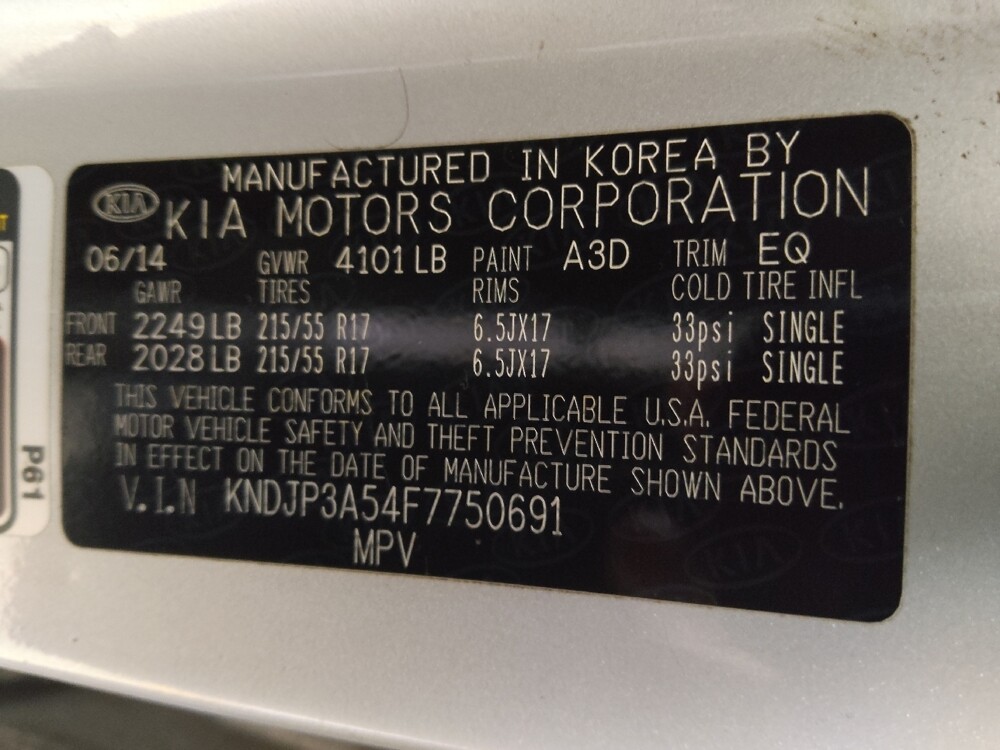 MANUFACTURED IN KOREA BY
KIA KIA MOTORS CORPORATION
06/14 GVWR 4101 LB PAINT A3D TRIM EQ
GAWR TIRES RIMS COLD TIRE INFL
FRONT 2249 LB 215/55 R17 6.5JX17 33psi SINGLE
REAR 2028 LB 215/55 R17 6.5JX17 33psi SINGLE
THIS VEHICLE CONFORMS TO ALL APPLICABLE U.S.A. FEDERAL
MOTOR VEHICLE SAFETY AND THEFT PREVENTION STANDARDS
IN EFFECT ON THE DATE OF MANUFACTURE SHOWN ABOVE.
V.I.N KNDJP3A54F7750691
MPV
P61